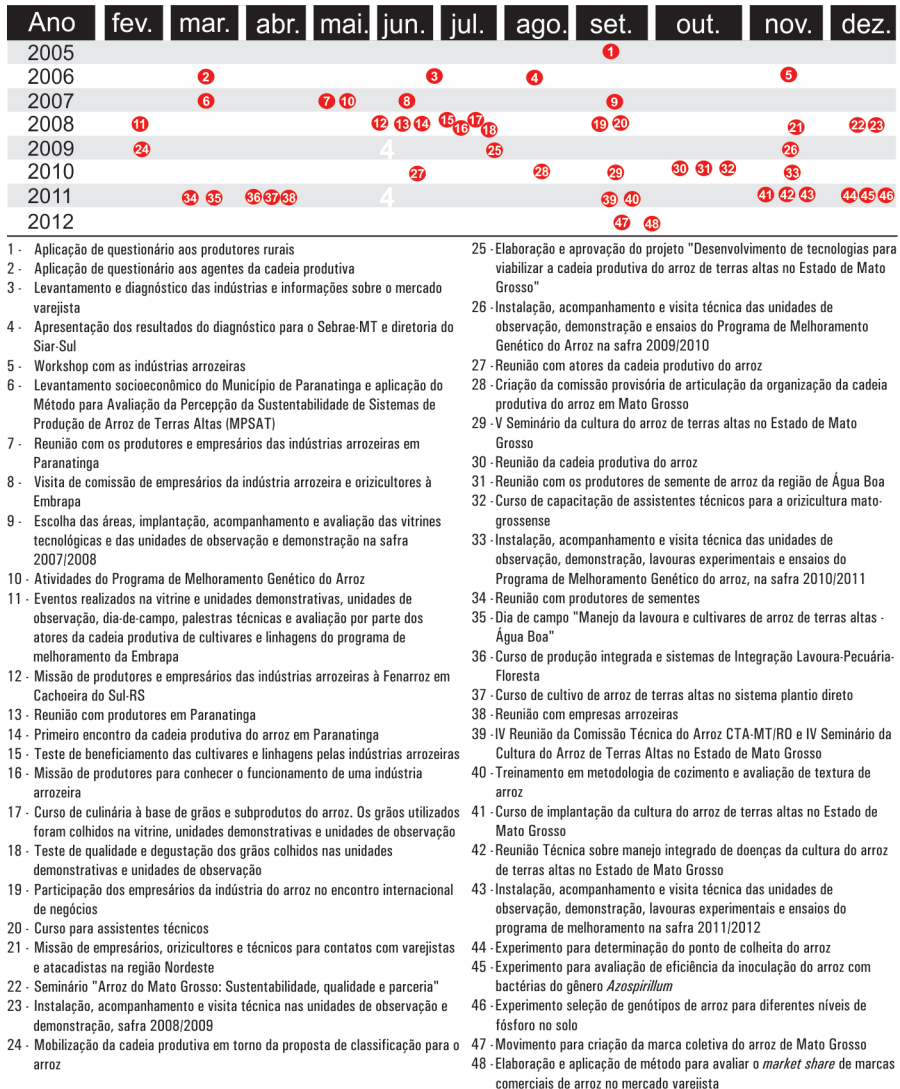 Ano fev. mar. abr. mai. jun. jul. ago. set. out. nov. dez.
2005 1
2006 2 3 4 5
2007 6 7 10 8 9
2008 11 12 13 14 15 16 17 18 19 20 21 22 23
2009 24 4 25 26
2010 27 28 29 30 31 32 33
2011 34 35 36 37 38 4 39 40 41 42 43 44 45 46
2012 47 48
1 - Aplicação de questionário aos produtores rurais
2 - Aplicação de questionário aos agentes da cadeia produtiva
3 - Levantamento e diagnóstico das indústrias e informações sobre o mercado
varejista
4 - Apresentação dos resultados do diagnóstico para o Sebrae-MT e diretoria do
Siar-Sul
5 - Workshop com as indústrias arrozeiras
6 - Levantamento socioeconômico do Município de Paranatinga e aplicação do
Método para Avaliação da Percepção da Sustentabilidade de Sistemas de
Produção de Arroz de Terras Altas (MPSAT)
7 - Reunião com os produtores e empresários das indústrias arrozeiras em
Paranatinga
8 - Visita de comissão de empresários da indústria arrozeira e orizicultores à
Embrapa
9 - Escolha das áreas, implantação, acompanhamento e avaliação das vitrines
tecnológicas e das unidades de observação e demonstração na safra
2007/2008
10 - Atividades do Programa de Melhoramento Genético do Arroz
11 - Eventos realizados na vitrine e unidades demonstrativas, unidades de
observação, dia-de-campo, palestras técnicas e avaliação por parte dos
atores da cadeia produtiva de cultivares e linhagens do programa de
melhoramento da Embrapa
12 - Missão de produtores e empresários das indústrias arrozeiras à Fenarroz em
Cachoeira do Sul-RS
13 - Reunião com produtores em Paranatinga
14 - Primeiro encontro da cadeia produtiva do arroz em Paranatinga
15 - Teste de beneficiamento das cultivares e linhagens pelas indústrias arrozeiras
16 - Missão de produtores para conhecer o funcionamento de uma indústria
arrozeira
17 - Curso de culinária à base de grãos e subprodutos do arroz. Os grãos utilizados
foram colhidos na vitrine, unidades demonstrativas e unidades de observação
18 - Teste de qualidade e degustação dos grãos colhidos nas unidades
demonstrativas e unidades de observação
19 - Participação dos empresários da indústria do arroz no encontro internacional
de negócios
20 - Curso para assistentes técnicos
21 - Missão de empresários, orizicultores e técnicos para contatos com varejistas
e atacadistas na região Nordeste
22 - Seminário "Arroz do Mato Grosso: Sustentabilidade, qualidade e parceria"
23 - Instalação, acompanhamento e visita técnica nas unidades de observação e
demonstração, safra 2008/2009
24 - Mobilização da cadeia produtiva em torno da proposta de classificação para o
arroz
25 - Elaboração e aprovação do projeto "Desenvolvimento de tecnologias para
viabilizar a cadeia produtiva do arroz de terras altas no Estado de Mato
Grosso"
26 - Instalação, acompanhamento e visita técnica das unidades de
observação, demonstração e ensaios do Programa de Melhoramento
Genético do Arroz na safra 2009/2010
27 - Reunião com atores da cadeia produtivo do arroz
28 - Criação da comissão provisória de articulação da organização da cadeia
produtiva do arroz em Mato Grosso
29 - V Seminário da cultura do arroz de terras altas no Estado de Mato
Grosso
30 - Reunião da cadeia produtiva do arroz
31 - Reunião com os produtores de semente de arroz da região de Água Boa
32 - Curso de capacitação de assistentes técnicos para a orizicultura mato-
grossense
33 - Instalação, acompanhamento e visita técnica das unidades de
observação, demonstração, lavouras experimentais e ensaios do
Programa de Melhoramento Genético do arroz, na safra 2010/2011
34 - Reunião com produtores de sementes
35 - Dia de campo "Manejo da lavoura e cultivares de arroz de terras altas -
Água Boa"
36 - Curso de produção integrada e sistemas de Integração Lavoura-Pecuária-
Floresta
37 - Curso de cultivo de arroz de terras altas no sistema plantio direto
38 - Reunião com empresas arrozeiras
39 - IV Reunião da Comissão Técnica do Arroz CTA-MT/RO e IV Seminário da
Cultura do Arroz de Terras Altas no Estado de Mato Grosso
40 - Treinamento em metodologia de cozimento e avaliação de textura de
arroz
41 - Curso de implantação da cultura do arroz de terras altas no Estado de
Mato Grosso
42 - Reunião Técnica sobre manejo integrado de doenças da cultura do arroz
de terras altas no Estado de Mato Grosso
43 - Instalação, acompanhamento e visita técnica das unidades de
observação, demonstração, lavouras experimentais e ensaios do
programa de melhoramento na safra 2011/2012
44 - Experimento para determinação do ponto de colheita do arroz
45 - Experimento para avaliação de eficiência da inoculação do arroz com
bactérias do gênero Azospirillum
46 - Experimento seleção de genótipos de arroz para diferentes níveis de
fósforo no solo
47 - Movimento para criação da marca coletiva do arroz de Mato Grosso
48 - Elaboração e aplicação de método para avaliar o market share de marcas
comerciais de arroz no mercado varejista